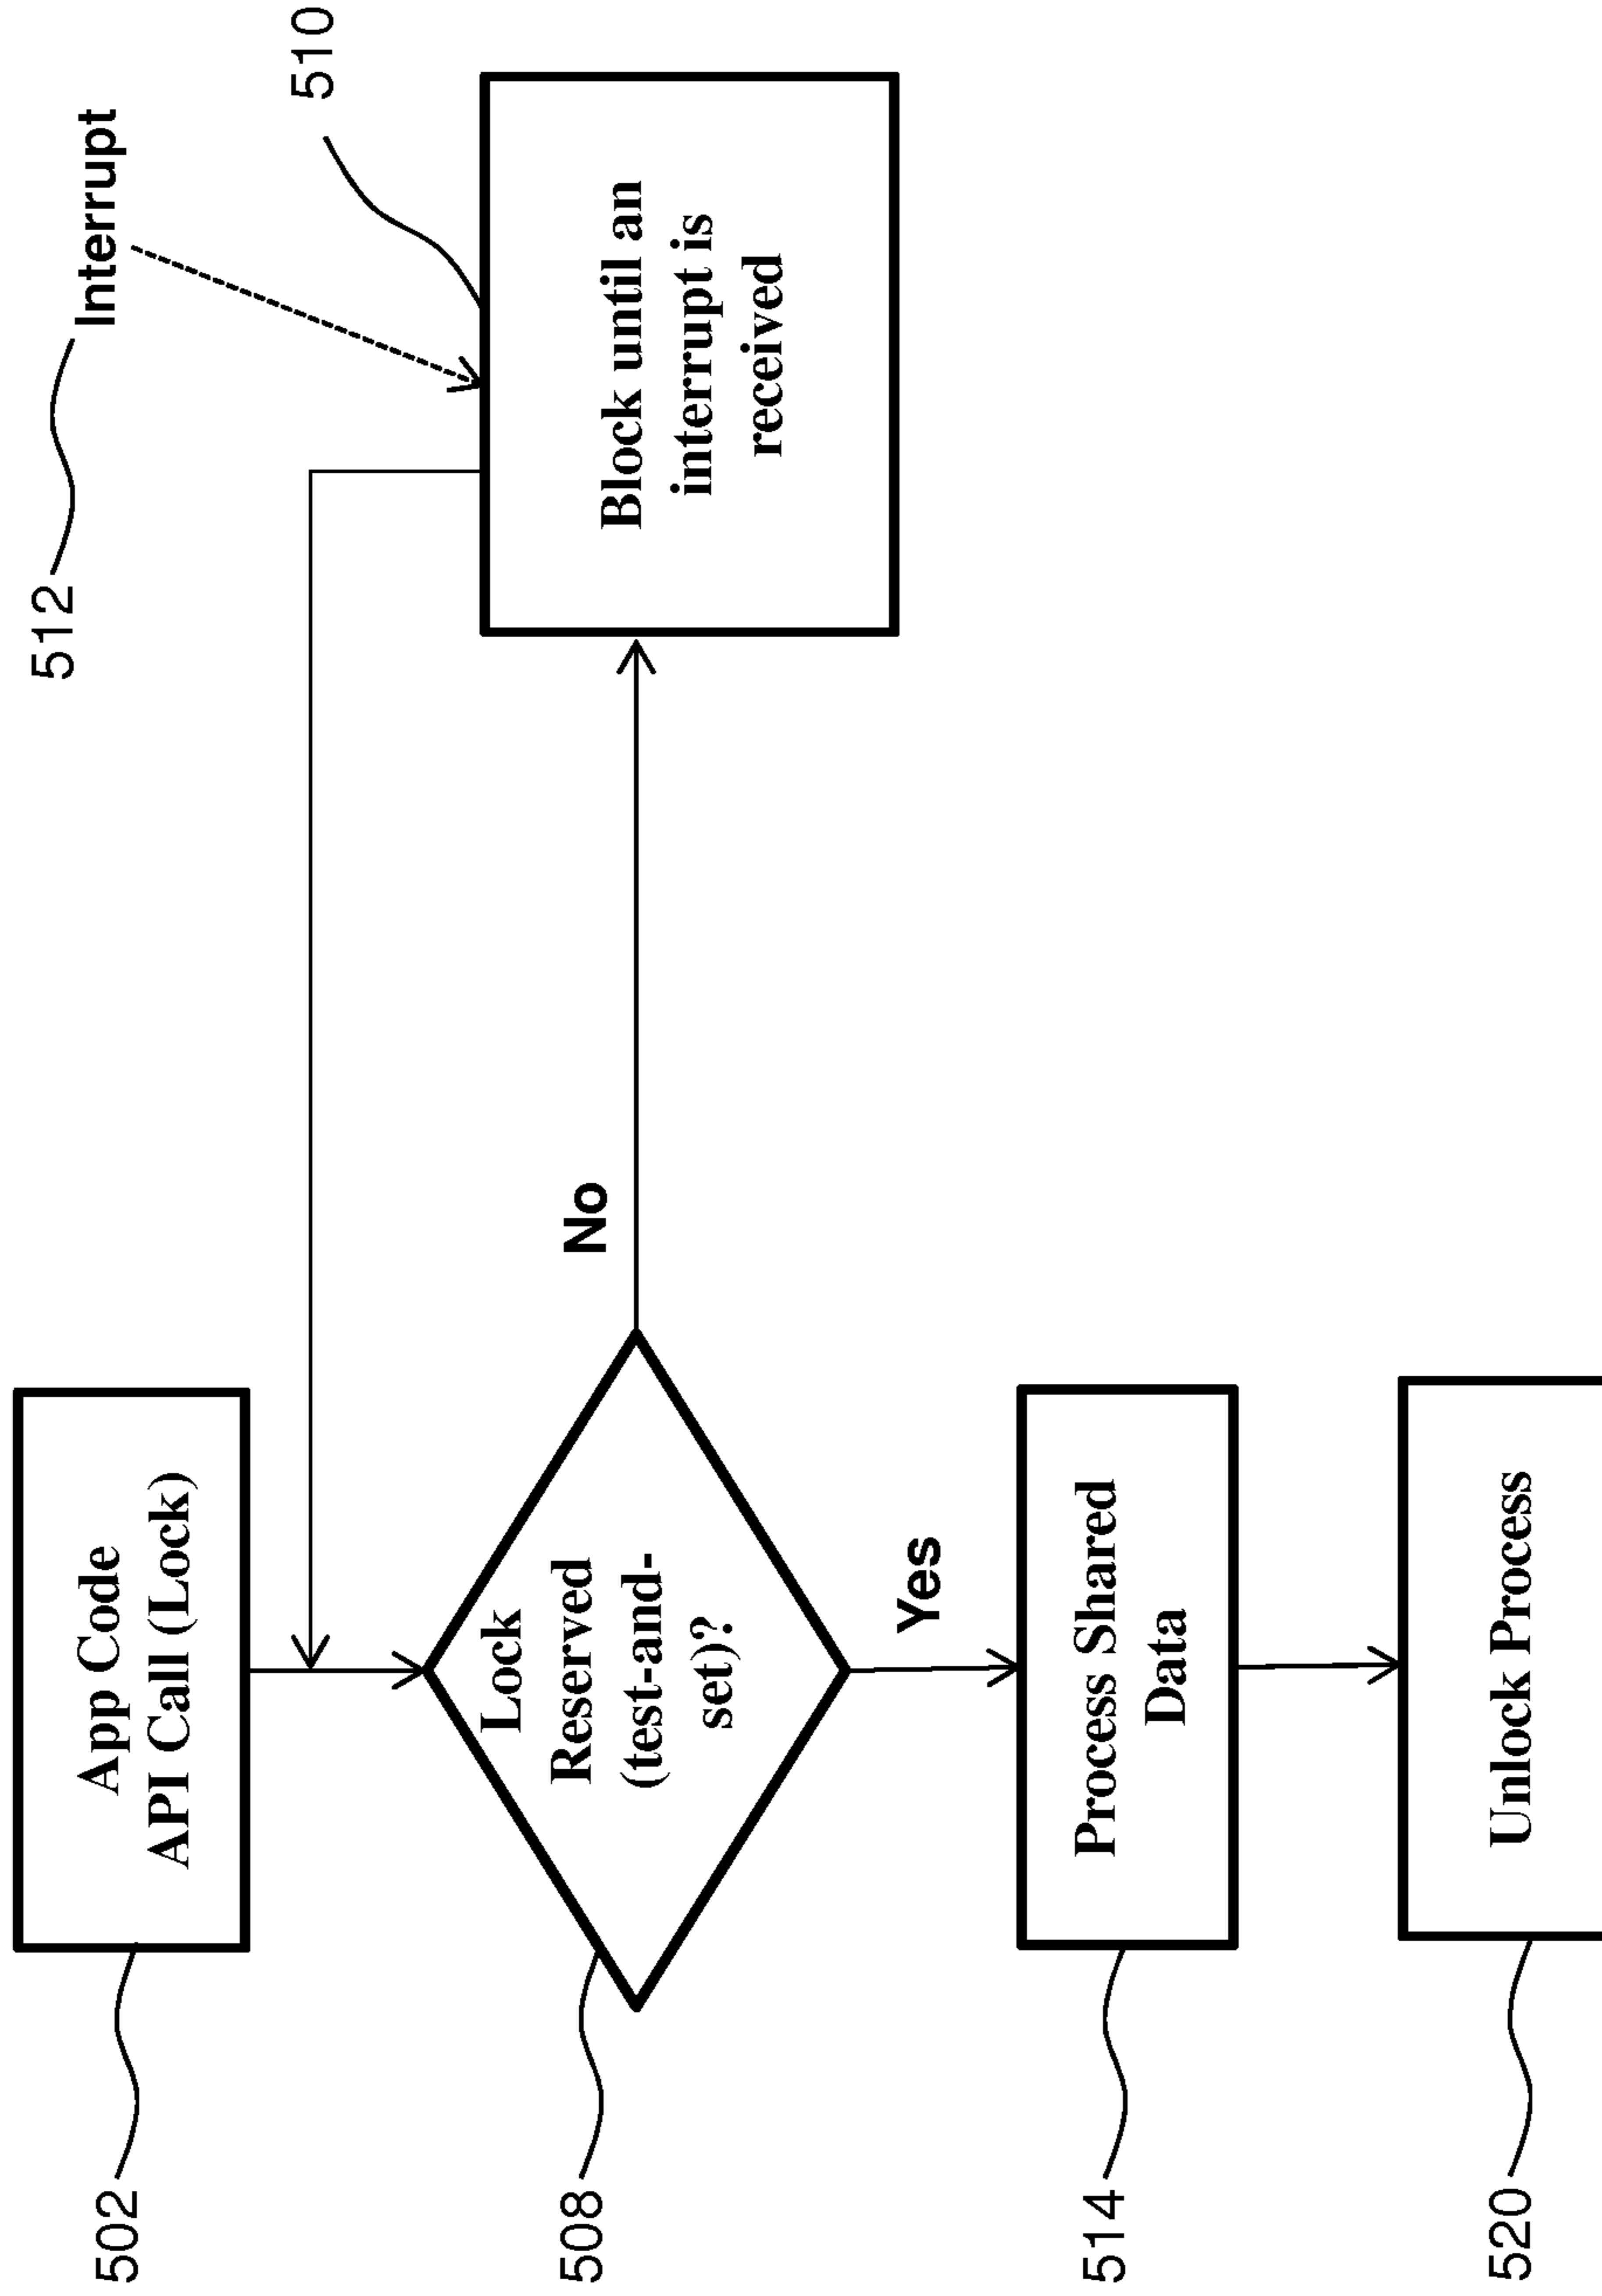 502
App Code
API Call (Lock)
512
Interrupt
508
Lock
Reserved
(test-and-
set)?
No
510
Block until an
interrupt is
received
Yes
514
Process Shared
Data
520
Unlock Process